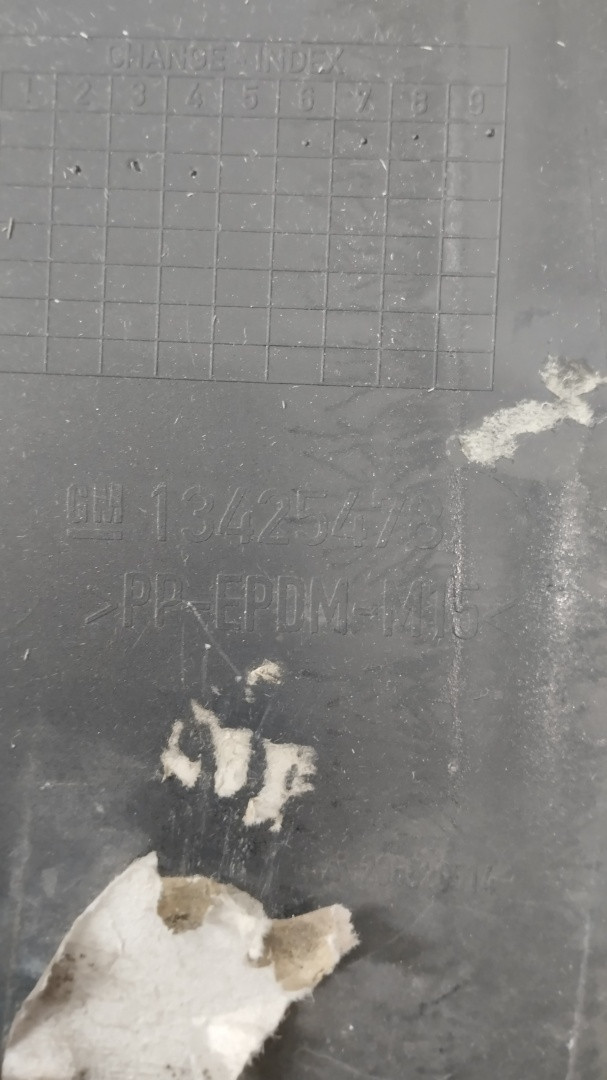 CHANGE INDEX
1 2 3 4 5 6 7 8 9
GM 13425478
>PP-EPDM-M15<